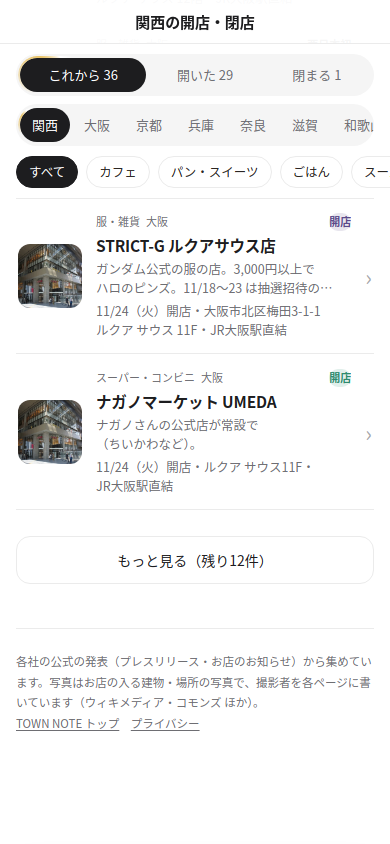 関西の開店・閉店
これから 36 開いた 29 閉まる 1
関西 大阪 京都 兵庫 奈良 滋賀
すべて カフェ パン・スイーツ ごはん スー
服・雑貨 大阪 開店
STRICT-G ルクアサウス店
ガンダム公式の服の店。3,000円以上で
ハロのピンズ。11/18〜23 は抽選招待の…
11/24（火）開店・大阪市北区梅田3-1-1
ルクア サウス 11F・JR大阪駅直結
スーパー・コンビニ 大阪 開店
ナガノマーケット UMEDA
ナガノさんの公式店が常設で
（ちいかわなど）。
11/24（火）開店・ルクア サウス11F・
JR大阪駅直結
もっと見る（残り12件）
各社の公式の発表（プレスリリース・お店のお知らせ）から集めてい
ます。写真はお店の入る建物・場所の写真で、撮影者を各ページに書
いています（ウィキメディア・コモンズ ほか）。
TOWN NOTE トップ プライバシー